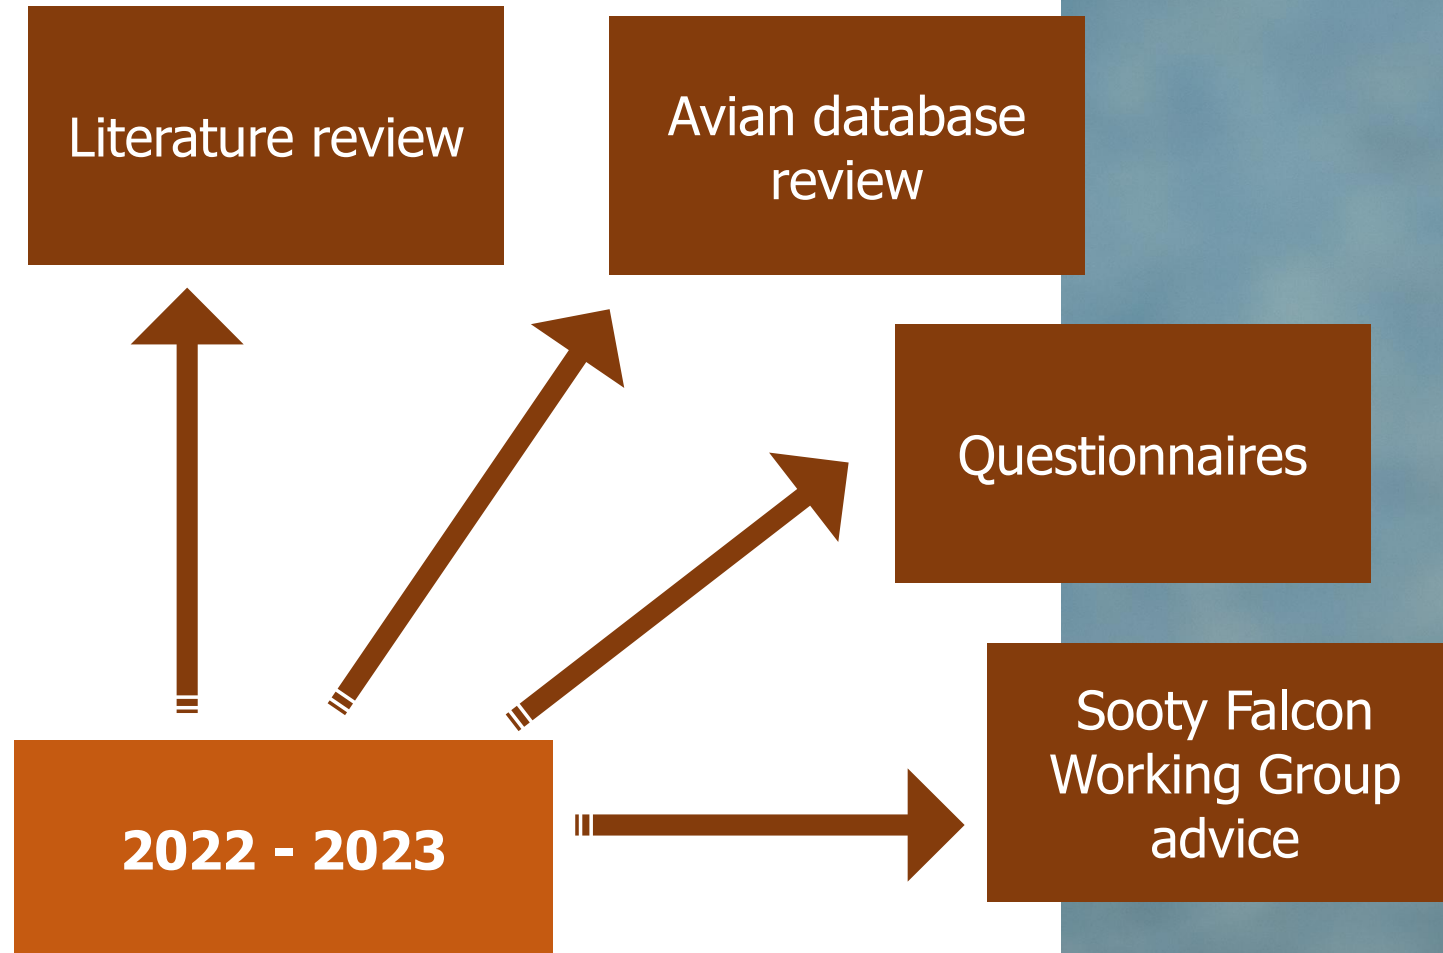 Literature review
Avian database
review
Questionnaires
Sooty Falcon
Working Group
advice
2022 - 2023